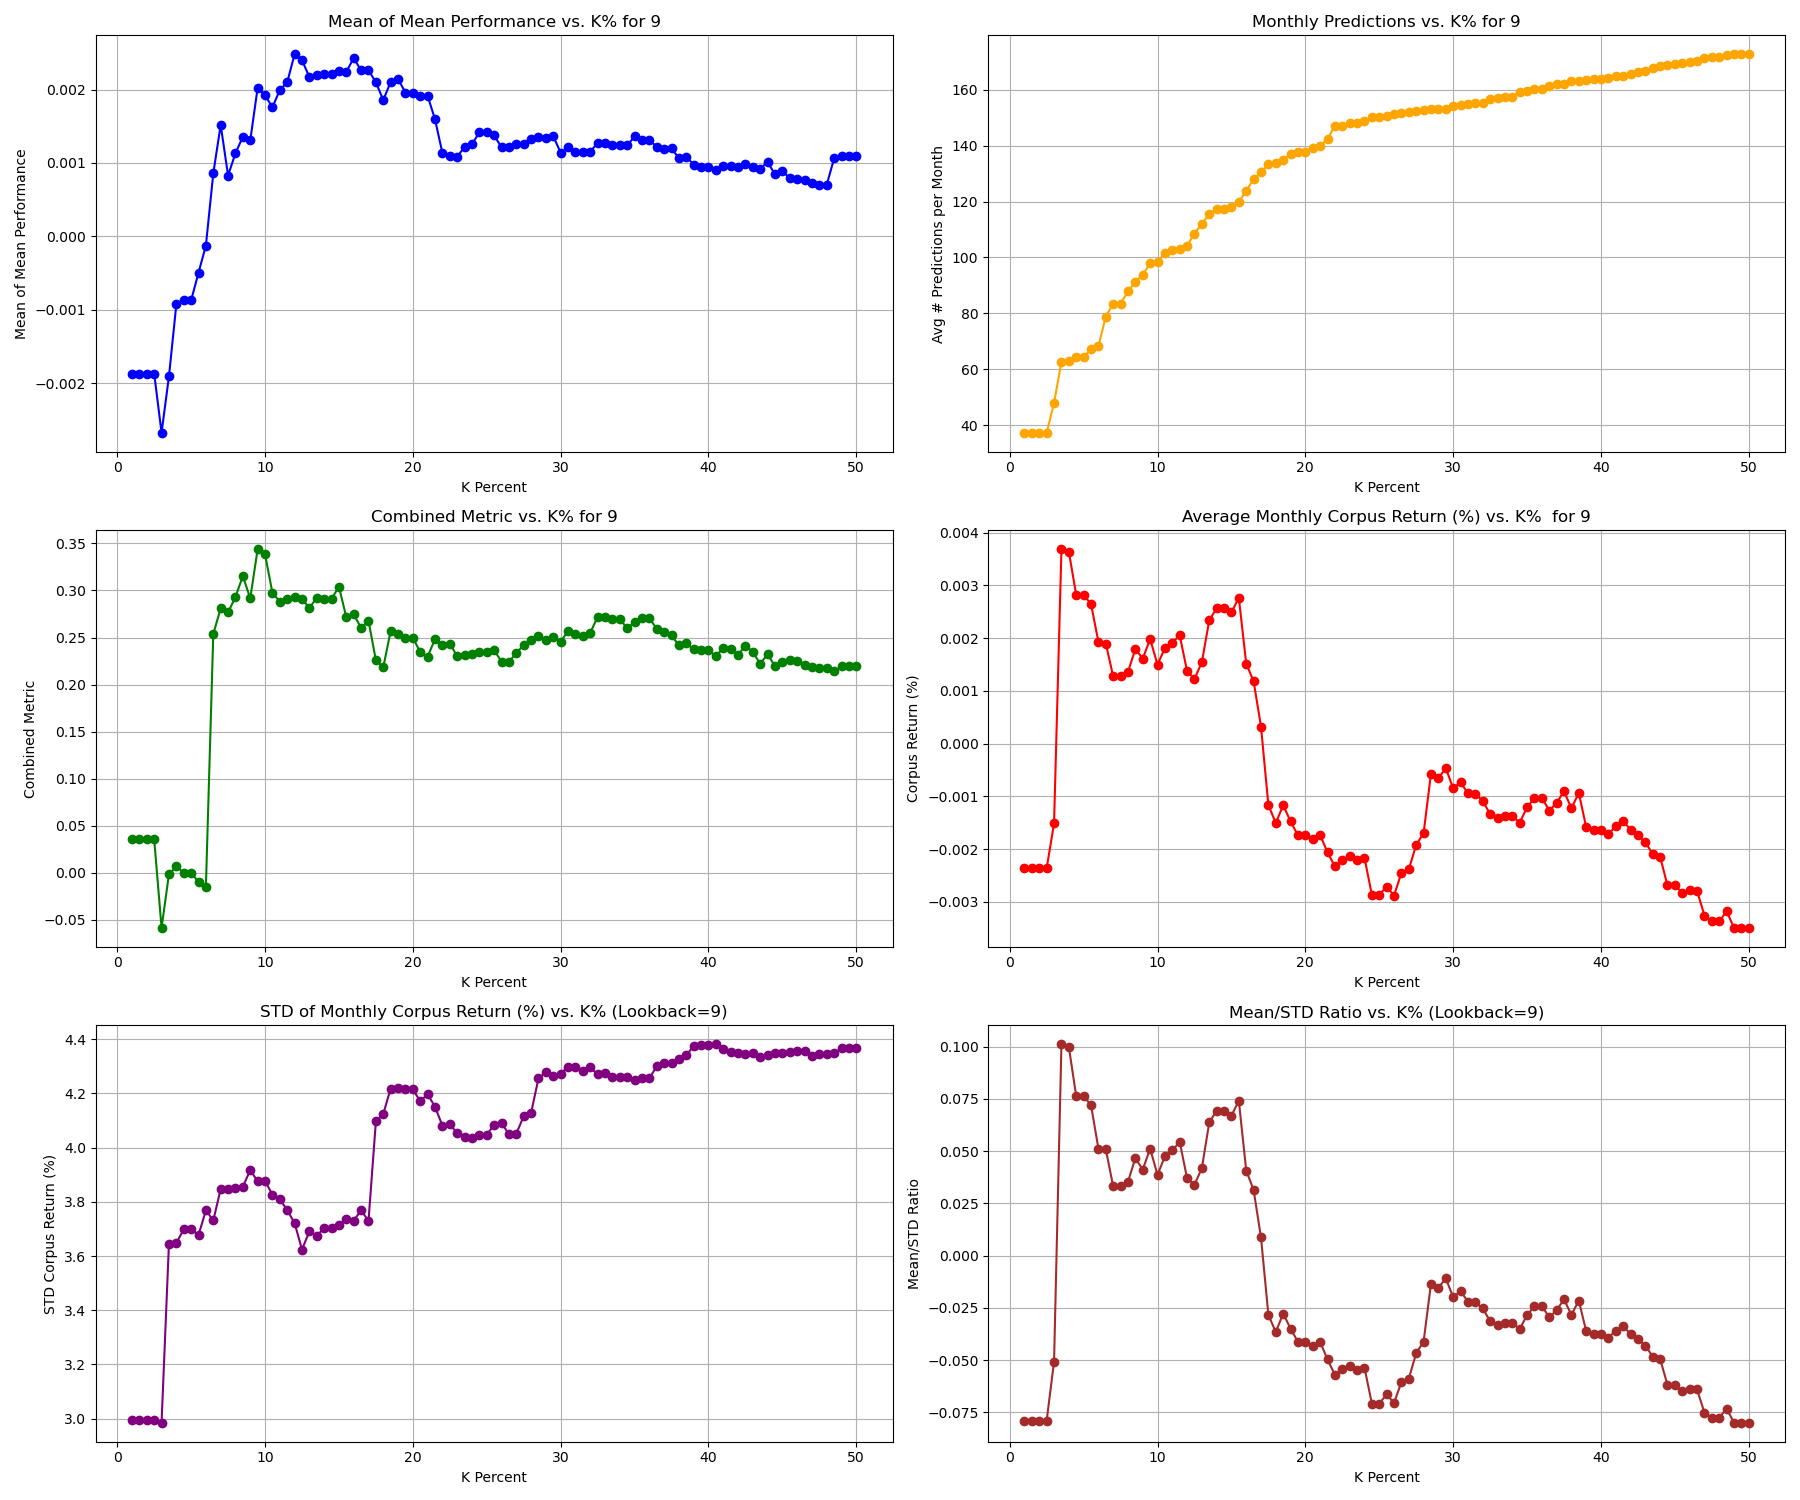 Mean of Mean Performance vs. K% for 9
Mean of Mean Performance
0.002
0.001
0.000
−0.001
−0.002
0 10 20 30 40 50
K Percent
Monthly Predictions vs. K% for 9
Avg # Predictions per Month
160
140
120
100
80
60
40
0 10 20 30 40 50
K Percent
Combined Metric vs. K% for 9
Combined Metric
0.35
0.30
0.25
0.20
0.15
0.10
0.05
0.00
−0.05
0 10 20 30 40 50
K Percent
Average Monthly Corpus Return (%) vs. K%  for 9
Corpus Return (%)
0.004
0.003
0.002
0.001
0.000
−0.001
−0.002
−0.003
0 10 20 30 40 50
K Percent
STD of Monthly Corpus Return (%) vs. K% (Lookback=9)
STD Corpus Return (%)
4.4
4.2
4.0
3.8
3.6
3.4
3.2
3.0
0 10 20 30 40 50
K Percent
Mean/STD Ratio vs. K% (Lookback=9)
Mean/STD Ratio
0.100
0.075
0.050
0.025
0.000
−0.025
−0.050
−0.075
0 10 20 30 40 50
K Percent